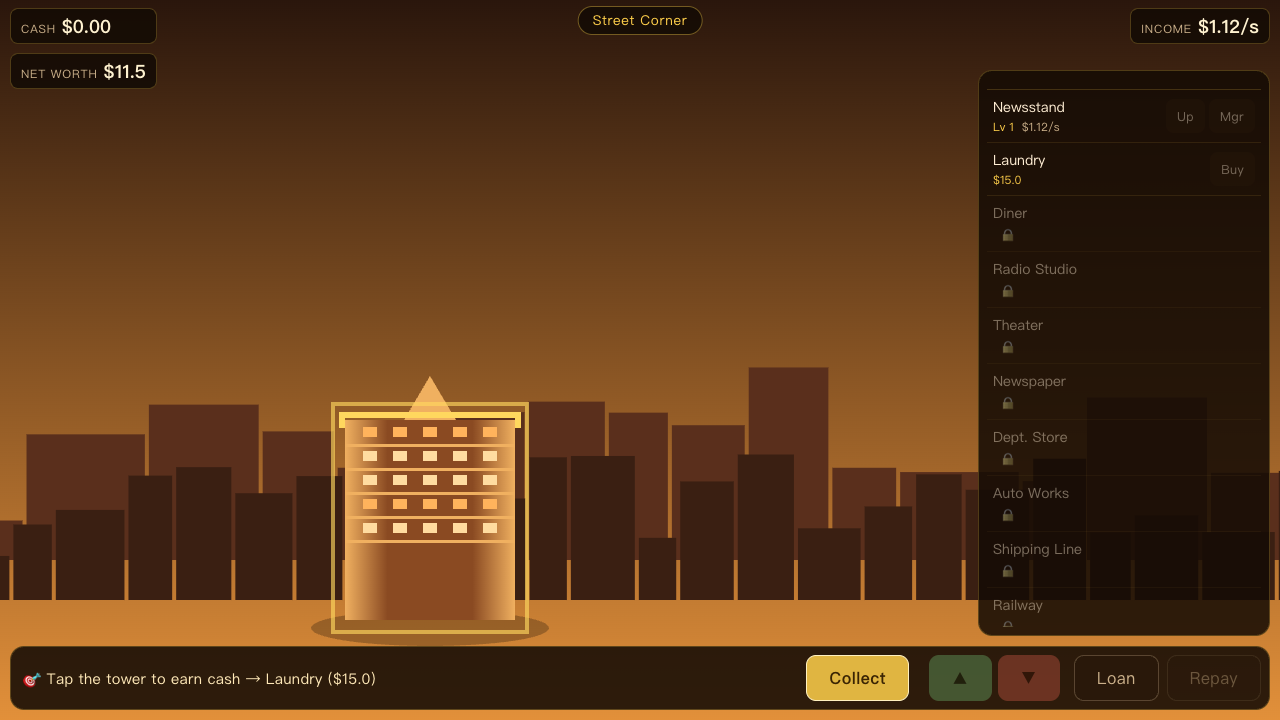 CASH $0.00
Street Corner
INCOME $1.12/s
NET WORTH $11.5
Newsstand
Lv 1 $1.12/s
Up
Mgr
Laundry
$15.0
Buy
Diner
Radio Studio
Theater
Newspaper
Dept. Store
Auto Works
Shipping Line
Railway
🎯 Tap the tower to earn cash → Laundry ($15.0)
Collect
▲
▼
Loan
Repay